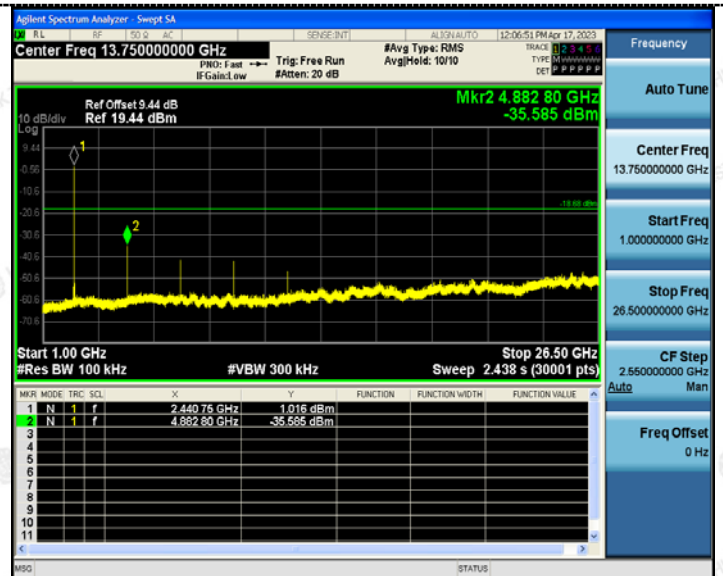 Agilent Spectrum Analyzer - Swept SA
RL RF 50 Ω AC SENSE:INT ALIGNAUTO 12:06:51 PM Apr 17, 2023
Center Freq 13.750000000 GHz
PNO: Fast
IFGain:Low
Trig: Free Run
#Atten: 20 dB
#Avg Type: RMS
Avg|Hold: 10/10
TRACE 1 2 3 4 5 6
TYPE M
DET P P P P P P
Frequency
Auto Tune
Center Freq
13.750000000 GHz
Start Freq
1.000000000 GHz
Stop Freq
26.500000000 GHz
CF Step
2.550000000 GHz
Auto Man
Freq Offset
0 Hz
Mkr2 4.882 80 GHz
-35.585 dBm
Ref Offset 9.44 dB
10 dB/div Ref 19.44 dBm
Log
9.44
-0.56
-10.6
-20.6
-30.6
-40.6
-50.6
-60.6
-70.6
1
2
-18.68 dBm
Start 1.00 GHz Stop 26.50 GHz
#Res BW 100 kHz #VBW 300 kHz Sweep 2.438 s (30001 pts)
MKR MODE TRC SCL X Y FUNCTION FUNCTION WIDTH FUNCTION VALUE
1 N 1 f 2.440 75 GHz 1.016 dBm
2 N 1 f 4.882 80 GHz -35.585 dBm
3
4
5
6
7
8
9
10
11
MSG STATUS